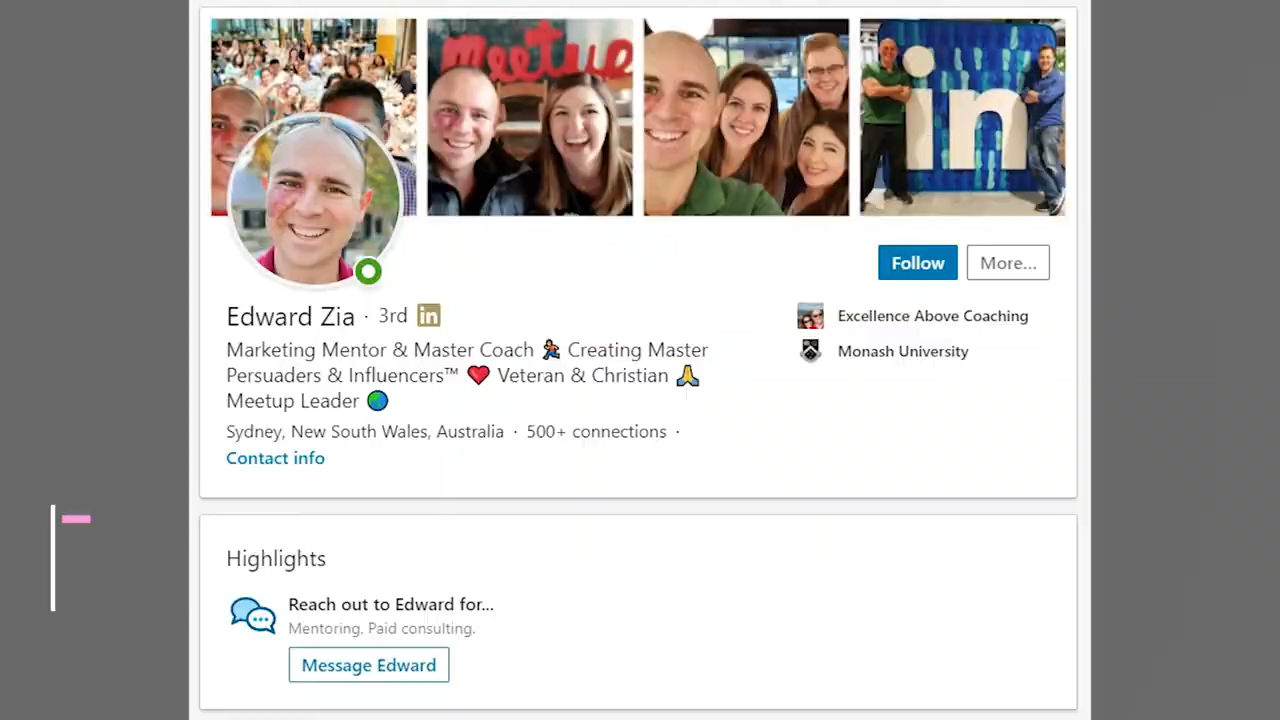 Meetup
in
Follow
More...
Edward Zia · 3rd in
Excellence Above Coaching
Marketing Mentor & Master Coach 🏃 Creating Master
Monash University
Persuaders & Influencers™ ❤️ Veteran & Christian 🙏
Meetup Leader 🌏
Sydney, New South Wales, Australia · 500+ connections ·
Contact info
Highlights
Reach out to Edward for...
Mentoring, Paid consulting.
Message Edward